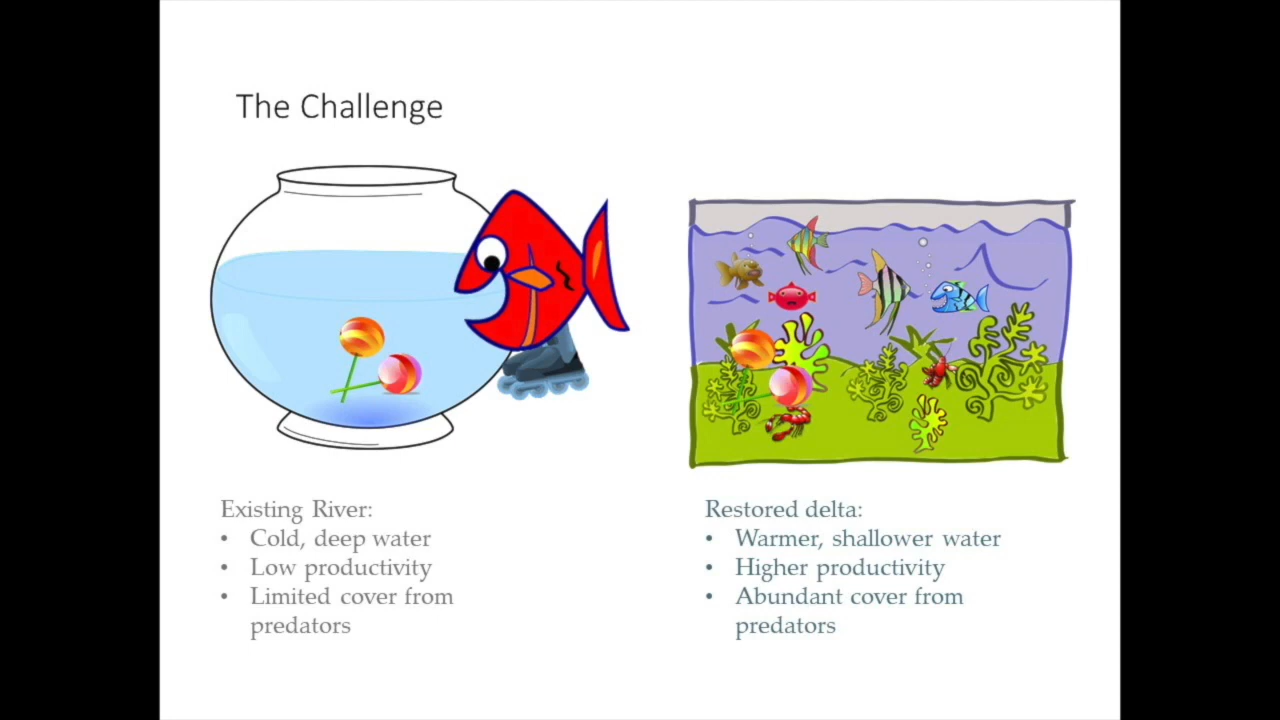 The Challenge
Existing River:
• Cold, deep water
• Low productivity
• Limited cover from
predators
Restored delta:
• Warmer, shallower water
• Higher productivity
• Abundant cover from
predators